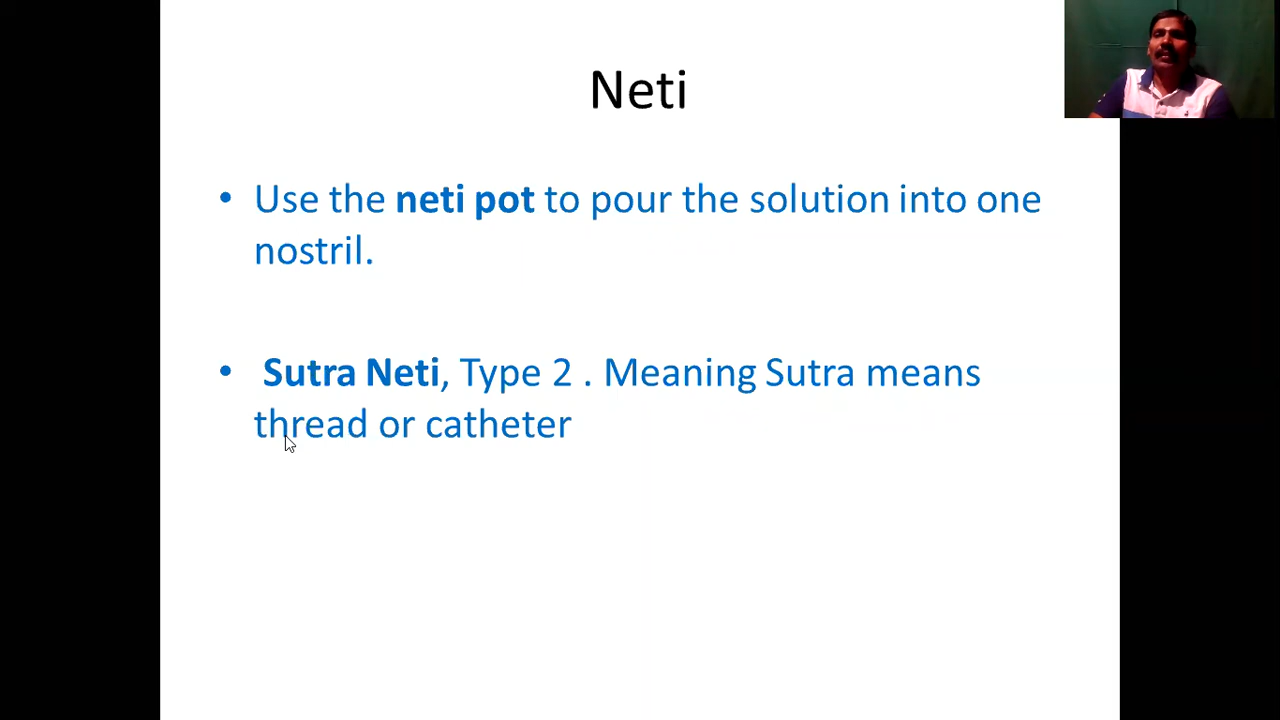 Neti
• Use the neti pot to pour the solution into one
nostril.
• Sutra Neti, Type 2 . Meaning Sutra means
thread or catheter